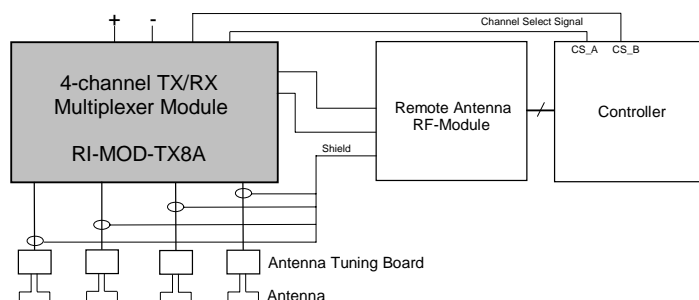 + -
Channel Select Signal
CS_A CS_B
4-channel TX/RX
Multiplexer Module
RI-MOD-TX8A
Remote Antenna
RF-Module
Controller
Shield
Antenna Tuning Board
Antenna